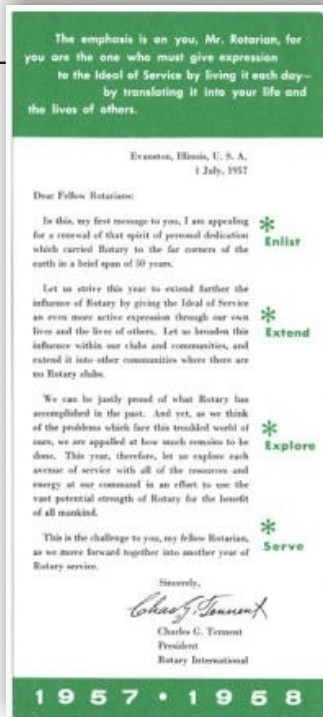 The emphasis is on you, Mr. Rotarian, for
you are the one who must give expression
to the Ideal of Service by living it each day—
by translating it into your life and
the lives of others.
Evanston, Illinois, U. S. A.
1 July, 1957
Dear Fellow Rotarians:
In this, my first message to you, I am appealing
for a renewal of that spirit of personal dedication
which carried Rotary to the far corners of the
earth in a brief span of 50 years.
* Enlist
Let us strive this year to extend further the
influence of Rotary by giving the Ideal of Service
an even more active expression through our own
lives and the lives of others. Let us broaden this
influence within our clubs and communities, and
extend it into other communities where there are
no Rotary clubs.
* Extend
We can be justly proud of what Rotary has
accomplished in the past. And yet, as we think
of the problems which face this troubled world of
ours, we are appalled at how much remains to be
done. This year, therefore, let us explore each
avenue of service with all of the resources and
energy at our command in an effort to use the
vast potential strength of Rotary for the benefit
of all mankind.
* Explore
This is the challenge to you, my fellow Rotarian,
as we move forward together into another year of
Rotary service.
* Serve
Sincerely,
Chas G. Tennent
Charles G. Tennent
President
Rotary International
1957 • 1958